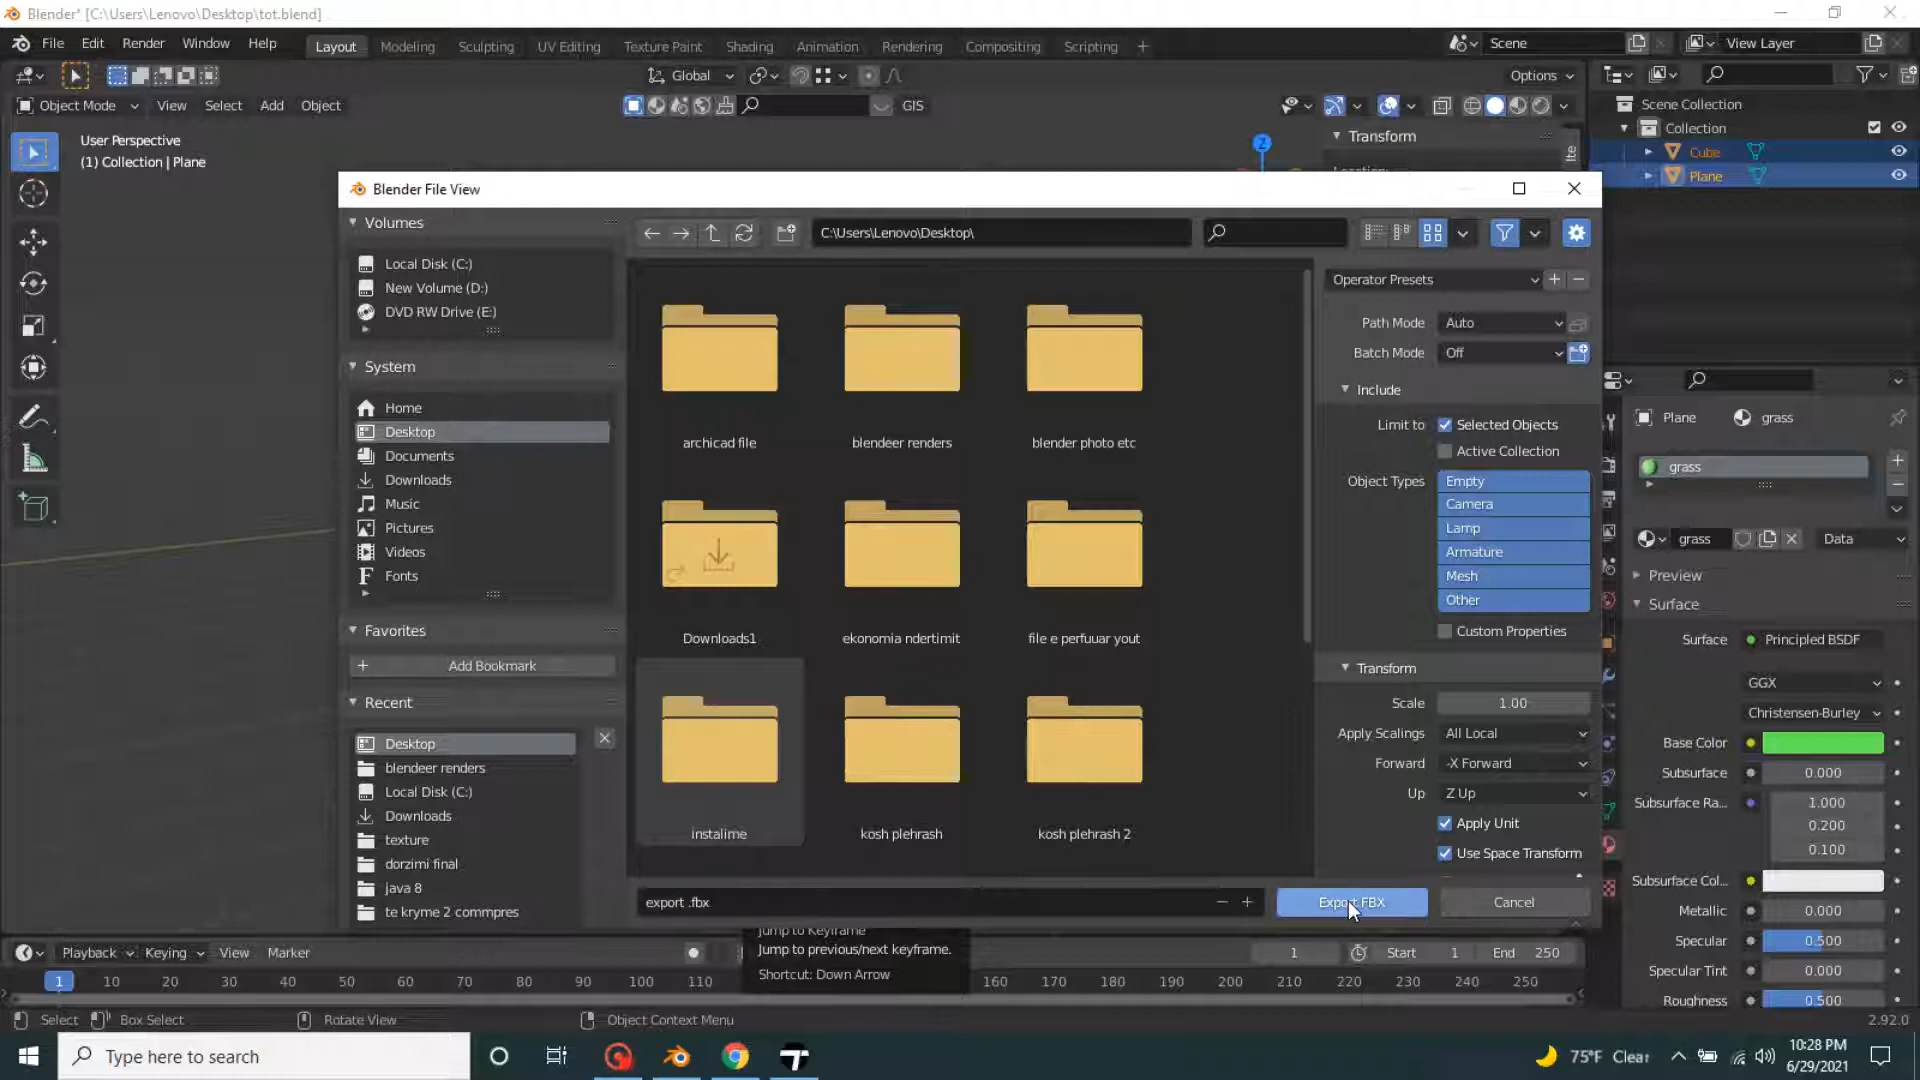 Blender* [C:\Users\Lenovo\Desktop\tot.blend]
File Edit Render Window Help
Layout Modeling Sculpting UV Editing Texture Paint Shading Animation Rendering Compositing Scripting
Scene
View Layer
Global
Options
Object Mode View Select Add Object
GIS
Scene Collection
Collection
Cube
Plane
User Perspective
(1) Collection | Plane
Transform
Z
Blender File View
Volumes
Local Disk (C:)
New Volume (D:)
DVD RW Drive (E:)
System
Home
Desktop
Documents
Downloads
Music
Pictures
Videos
Fonts
Favorites
Add Bookmark
Recent
Desktop
blendeer renders
Local Disk (C:)
Downloads
texture
dorzimi final
java 8
te kryme 2 commpres
C:\Users\Lenovo\Desktop\
archicad file
blendeer renders
blender photo etc
Downloads1
ekonomia ndertimit
file e perfuuar yout
instalime
kosh plehrash
kosh plehrash 2
export .fbx
Operator Presets
Path Mode Auto
Batch Mode Off
Include
Limit to Selected Objects
Active Collection
Object Types Empty
Camera
Lamp
Armature
Mesh
Other
Custom Properties
Transform
Scale 1.00
Apply Scalings All Local
Forward -X Forward
Up Z Up
Apply Unit
Use Space Transform
Export FBX
Cancel
Plane grass
grass
grass Data
Preview
Surface
Surface Principled BSDF
GGX
Christensen-Burley
Base Color
Subsurface 0.000
Subsurface Ra... 1.000
0.200
0.100
Subsurface Col...
Metallic 0.000
Specular 0.500
Specular Tint 0.000
Roughness 0.500
Jump to Keyframe
Jump to previous/next keyframe.
Shortcut: Down Arrow
Playback Keying View Marker
1 Start 1 End 250
1 10 20 30 40 50 60 70 80 90 100 110 160 170 180 190 200 210 220 230 240 250
Select Box Select Rotate View Object Context Menu
2.92.0
Type here to search
75°F Clear
10:28 PM
6/29/2021